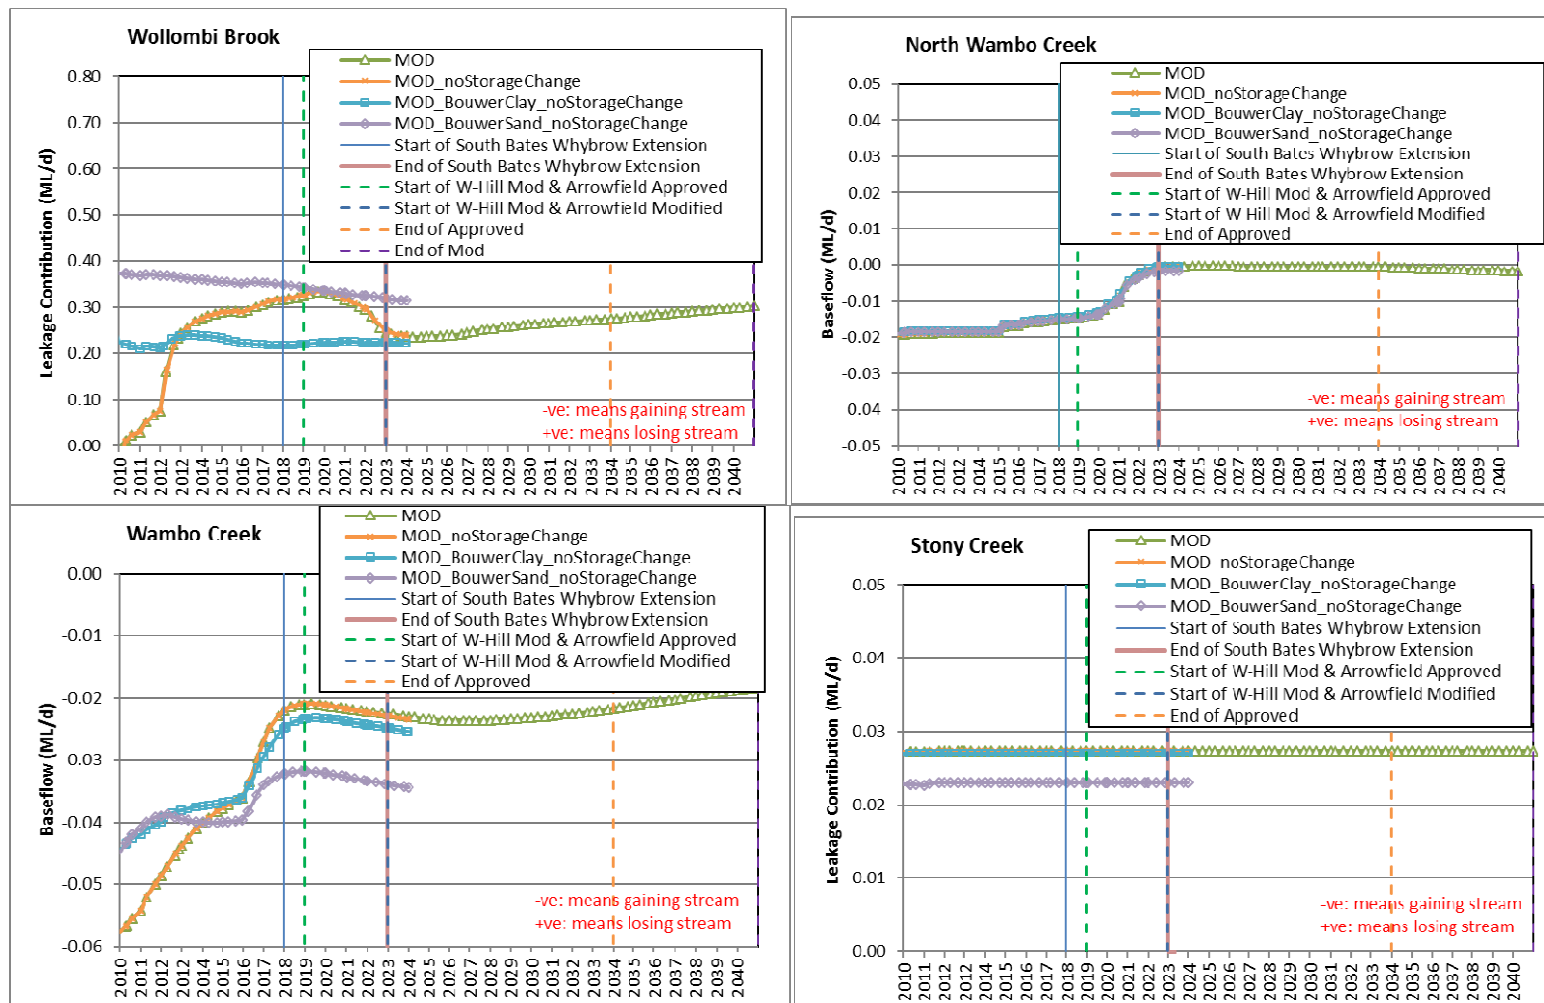 Wollombi Brook
MOD
MOD_noStorageChange
MOD_BouwerClay_noStorageChange
MOD_BouwerSand_noStorageChange
Start of South Bates Whybrow Extension
End of South Bates Whybrow Extension
Start of W-Hill Mod & Arrowfield Approved
Start of W-Hill Mod & Arrowfield Modified
End of Approved
End of Mod
Leakage Contribution (ML/d)
0.80
0.70
0.60
0.50
0.40
0.30
0.20
0.10
0.00
-ve: means gaining stream
+ve: means losing stream
2010 2011 2012 2013 2014 2015 2016 2017 2018 2019 2020 2021 2022 2023 2024 2025 2026 2027 2028 2029 2030 2031 2032 2033 2034 2035 2036 2037 2038 2039 2040
North Wambo Creek
MOD
MOD_noStorageChange
MOD_BouwerClay_noStorageChange
MOD_BouwerSand_noStorageChange
Start of South Bates Whybrow Extension
End of South Bates Whybrow Extension
Start of W-Hill Mod & Arrowfield Approved
Start of W Hill Mod & Arrowfield Modified
End of Approved
Baseflow (ML/d)
0.05
0.04
0.03
0.02
0.01
0.00
-0.01
-0.02
-0.03
0.04
-0.05
-ve: means gaining stream
+ve: means losing stream
2010 2011 2012 2013 2014 2015 2016 2017 2018 2019 2020 2021 2022 2023 2024 2025 2026 2027 2028 2029 2030 2031 2032 2033 2034 2035 2036 2037 2038 2039 2040
Wambo Creek
MOD
MOD_noStorageChange
MOD_BouwerClay_noStorageChange
MOD_BouwerSand_noStorageChange
Start of South Bates Whybrow Extension
End of South Bates Whybrow Extension
Start of W-Hill Mod & Arrowfield Approved
Start of W-Hill Mod & Arrowfield Modified
End of Approved
Baseflow (ML/d)
0.00
-0.01
-0.02
-0.03
-0.04
-0.05
-0.06
-ve: means gaining stream
+ve: means losing stream
2010 2011 2012 2013 2014 2015 2016 2017 2018 2019 2020 2021 2022 2023 2024 2025 2026 2027 2028 2029 2030 2031 2032 2033 2034 2035 2036 2037 2038 2039 2040
Stony Creek
MOD
MOD_noStorageChange
MOD_BouwerClay_noStorageChange
MOD_BouwerSand_noStorageChange
Start of South Bates Whybrow Extension
End of South Bates Whybrow Extension
Start of W-Hill Mod & Arrowfield Approved
Start of W-Hill Mod & Arrowfield Modified
End of Approved
Leakage Contribution (ML/d)
0.05
0.04
0.03
0.02
0.01
0.00
-ve: means gaining stream
+ve: means losing stream
2010 2011 2012 2013 2014 2015 2016 2017 2018 2019 2020 2021 2022 2023 2024 2025 2026 2027 2028 2029 2030 2031 2032 2033 2034 2035 2036 2037 2038 2039 2040